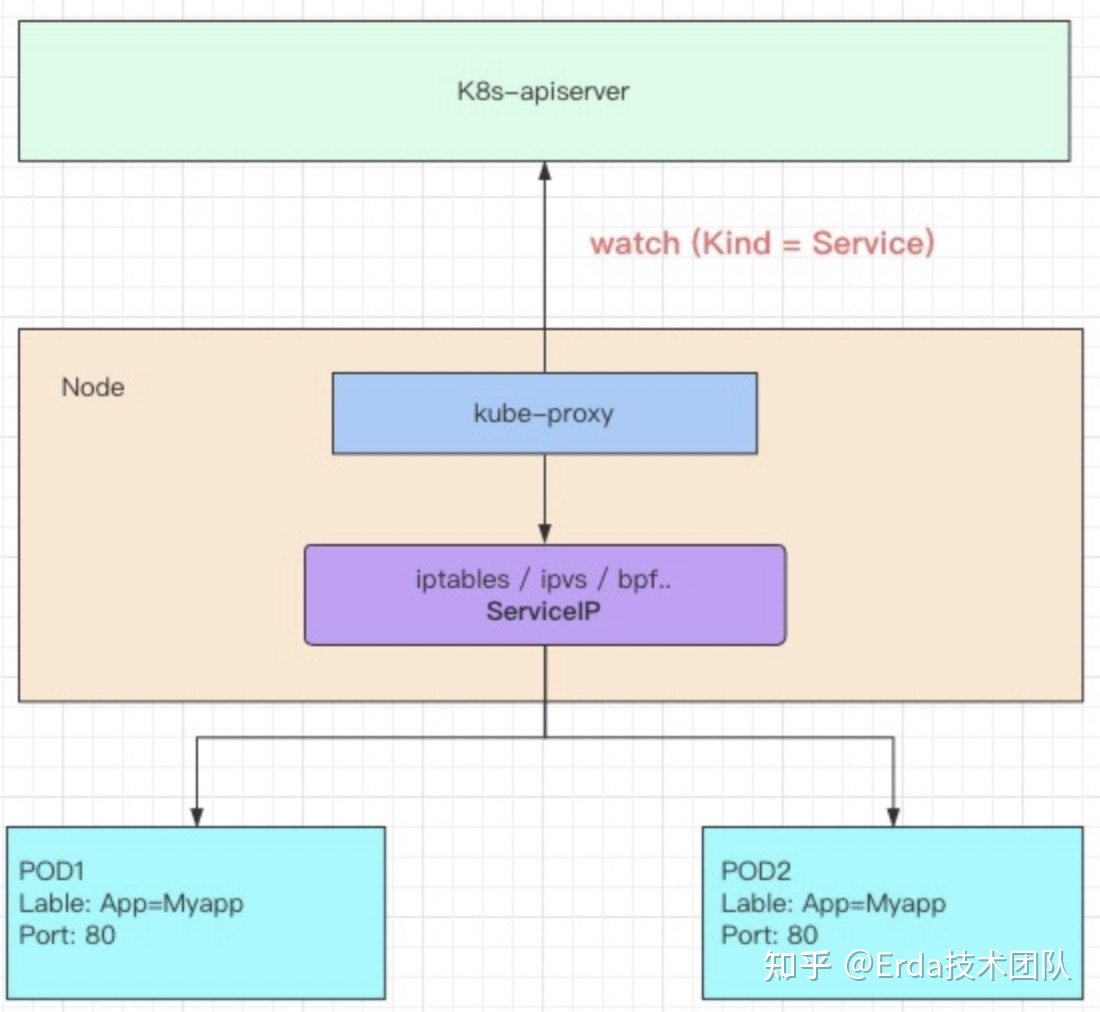 K8s-apiserver
watch (Kind = Service)
Node
kube-proxy
iptables / ipvs / bpf..
ServiceIP
POD1
Lable: App=Myapp
Port: 80
POD2
Lable: App=Myapp
Port: 80
知乎 @Erda技术团队